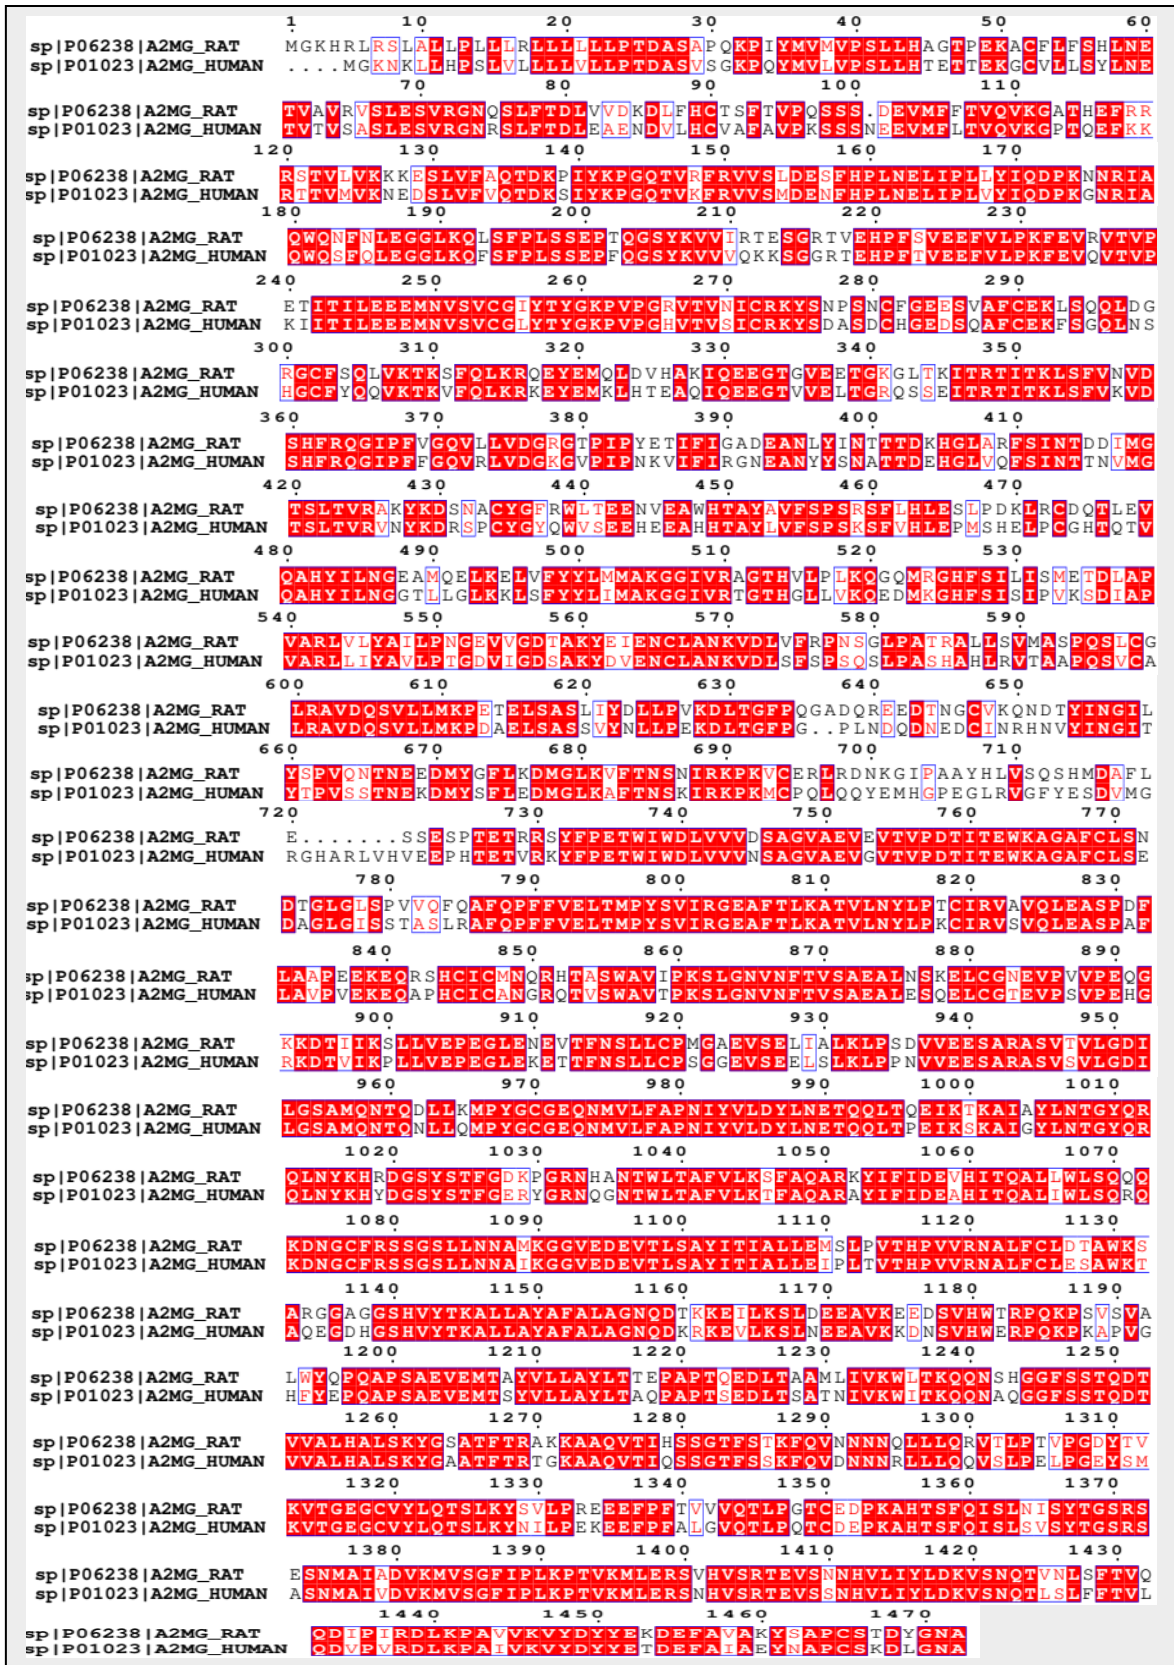 1 10 20 30 40 50 60
sp|P06238|A2MG_RAT MGKHRLRSLALLPLLLRLLLLLLPTDASAPQKPIYMVMVPSLLHAGTPEKACFLFSHLNE
sp|P01023|A2MG_HUMAN ....MGKNKLLHPSLVLLLLVLLPTDASVSGKPQYMVLVPSLLHTETTEKGCVLLSYLNE
70 80 90 100 110
sp|P06238|A2MG_RAT TVAVRVSLESVRGNQSLFTDLVVDKDLFHCTSFTVPQSSS.DEVMFFTVQVKGATHEFRR
sp|P01023|A2MG_HUMAN TVTVSASLESVRGNRSLFTDLEAENDVLHCVAFAVPKSSSNEEVMFLTVQVKGPTQEFKK
120 130 140 150 160 170
sp|P06238|A2MG_RAT RSTVLVKKKESLVFAQTDKPIYKPGQTVRFRVVSLDESFHPLNELIPLLYIQDPKNNRIA
sp|P01023|A2MG_HUMAN RTTVMVKNEDSLVFVQTDKSIYKPGQTVKFRVVSMDENFHPLNELIPLVYIQDPKGNRIA
180 190 200 210 220 230
sp|P06238|A2MG_RAT QWQNFNLEGGLKQLSFPLSSEPTQGSYKVVIRTESGRTVEHPFSVEEFVLPKFEVRVTVP
sp|P01023|A2MG_HUMAN QWQSFQLEGGLKQFSFPLSSEPFQGSYKVVVQKKSGGRTEHPFTVEEFVLPKFEVQVTVP
240 250 260 270 280 290
sp|P06238|A2MG_RAT ETITILEEEMNVSVCGIYTYGKPVPGRVTVNICRKYSNPSNCFGEESVAFCEKLSQQLDG
sp|P01023|A2MG_HUMAN KIITILEEEMNVSVCGLYTYGKPVPGHVTVSICRKYSDASDCHGEDSQAFCEKFSGQLNS
300 310 320 330 340 350
sp|P06238|A2MG_RAT RGCFSQLVKTKSFQLKRQEYEMQLDVHAKIQEEGTGVEETGKGLTKITRTITKLSFVNVD
sp|P01023|A2MG_HUMAN HGCFYQQVKTKVFQLKRKEYEMKLHTEAQIQEEGTVVELTGRQSSEITRTITKLSFVKVD
360 370 380 390 400 410
sp|P06238|A2MG_RAT SHFRQGIPFVGQVLLVDGRGTPIPYETIFIGADEANLYINTTTDKHGLARFSINTDDIMG
sp|P01023|A2MG_HUMAN SHFRQGIPFFGQVRLVDGKGVPIPNKVIFIRGNEANYYSNATTDEHGLVQFSINTTNVMG
420 430 440 450 460 470
sp|P06238|A2MG_RAT TSLTVRAKYKDSNACYGFRWLTEENVEAWHTAYAVFSPSRSFLHLESLPDKLRCDQTLEV
sp|P01023|A2MG_HUMAN TSLTVRVNYKDRSPCYGYQWVSEEHEEAHHTAYLVFSPSKSFVHLEPMSHELPCGHTQTV
480 490 500 510 520 530
sp|P06238|A2MG_RAT QAHYILNGEAMQELKELVFYYLMMAKGGIVRAGTHVLPLKQGQMRGHFSILISMETDLAP
sp|P01023|A2MG_HUMAN QAHYILNGGTLLGLKKLSFYYLIMAKGGIVRTGTHGLLVKQEDMKGHFSISIPVKSDIAP
540 550 560 570 580 590
sp|P06238|A2MG_RAT VARLVLYAILPNGEVVGDTAKYEIENCLANKVDLVFRPNSGLPATRALLSVMASPQSLCG
sp|P01023|A2MG_HUMAN VARLLIYAVLPTGDVIGDSAKYDVENCLANKVDLSFSPSQSLPASHAHLRVTAAPQSVCA
600 610 620 630 640 650
sp|P06238|A2MG_RAT LRAVDQSVLLMKPETELSASLIYDLLPVKDLTGFPQGADQREEDTNGCVKQNDTYINGIL
sp|P01023|A2MG_HUMAN LRAVDQSVLLMKPDAELSASSVYNLLPEKDLTGFPG..PLNDQDNEDCINRHNVYINGIT
660 670 680 690 700 710
sp|P06238|A2MG_RAT YSPVQNTNEEDMYGFLKDMGLKVFTNSNIRKPKVCERLRDNKGIPAAYHLVSQSHMDAFL
sp|P01023|A2MG_HUMAN YTPVSSTNEKDMYSFLEDMGLKAFTNSKIRKPKMCPQLQQYEMHGPEGLRVGFYESDVMG
720 730 740 750 760 770
sp|P06238|A2MG_RAT E.......SSESPTETRRSYFPETWIWDLVVVDSAGVAEVEVTVPDTITEWKAGAFCLSN
sp|P01023|A2MG_HUMAN RGHARLVHVEEPHTETVRKYFPETWIWDLVVVNSAGVAEVGVTVPDTITEWKAGAFCLSE
780 790 800 810 820 830
sp|P06238|A2MG_RAT DTGLGLSPVVQFQAFQPFFVELTMPYSVIRGEAFTLKATVLNYLPTCIRVAVQLEASPDF
sp|P01023|A2MG_HUMAN DAGLGISSTASLRAFQPFFVELTMPYSVIRGEAFTLKATVLNYLPKCIRVSVQLEASPAF
840 850 860 870 880 890
sp|P06238|A2MG_RAT LAAPEEKEQRSHCICMNQRHTASWAVIPKSLGNVNFTVSAEALNSKELCGNEVPVVPEQG
sp|P01023|A2MG_HUMAN LAVPVEKEQAPHCICANGRQTVSWAVTPKSLGNVNFTVSAEALESQELCGTEVPSVPEHG
900 910 920 930 940 950
sp|P06238|A2MG_RAT KKDTIIKSLLVEPEGLENEVTFNSLLCPMGAEVSELIALKLPSDVVEESARASVTVLGDI
sp|P01023|A2MG_HUMAN RKDTVIKPLLVEPEGLEKETTFNSLLCPSGGEVSEELSLKLPPNVVEESARASVSVLGDI
960 970 980 990 1000 1010
sp|P06238|A2MG_RAT LGSAMQNTQDLLKMPYGCGEQNMVLFAPNIYVLDYLNETQQLTQEIKTKAIAYLNTGYQR
sp|P01023|A2MG_HUMAN LGSAMQNTQNLLQMPYGCGEQNMVLFAPNIYVLDYLNETQQLTPEIKSKAIGYLNTGYQR
1020 1030 1040 1050 1060 1070
sp|P06238|A2MG_RAT QLNYKHRDGSYSTFGDKPGRNHANTWLTAFVLKSFAQARKYIFIDEVHITQALLWLSQQQ
sp|P01023|A2MG_HUMAN QLNYKHYDGSYSTFGERYGRNQGNTWLTAFVLKTFAQARAYIFIDEAHITQALIWLSQRQ
1080 1090 1100 1110 1120 1130
sp|P06238|A2MG_RAT KDNGCFRSSGSLLNNAMKGGVEDEVTLSAYITIALLEMSLPVTHPVVRNALFCLDTAWKS
sp|P01023|A2MG_HUMAN KDNGCFRSSGSLLNNAIKGGVEDEVTLSAYITIALLEIPLTVTHPVVRNALFCLESAWKT
1140 1150 1160 1170 1180 1190
sp|P06238|A2MG_RAT ARGGAGGSHVYTKALLAYAFALAGNQDTKKEILKSLDEEAVKEEDSVHWTRPQKPSVSVA
sp|P01023|A2MG_HUMAN AQEGDHGSHVYTKALLAYAFALAGNQDKRKEVLKSLNEEAVKKDNSVHWERPQKPKAPVG
1200 1210 1220 1230 1240 1250
sp|P06238|A2MG_RAT LWYQPQAPSAEVEMTAYVLLAYLTTEPAPTQEDLTAAMLIVKWLTKQQNSHGGFSSTQDT
sp|P01023|A2MG_HUMAN HFYEPQAPSAEVEMTSYVLLAYLTAQPAPTSEDLTSATNIVKWITKQQNAQGGFSSTQDT
1260 1270 1280 1290 1300 1310
sp|P06238|A2MG_RAT VVALHALSKYGSATFTRAKKAAQVTIHSSGTFSTKFQVNNNNQLLLQRVTLPTVPGDYTV
sp|P01023|A2MG_HUMAN VVALHALSKYGAATFTRTGKAAQVTIQSSGTFSSKFQVDNNNRLLLQQVSLPELPGEYSM
1320 1330 1340 1350 1360 1370
sp|P06238|A2MG_RAT KVTGEGCVYLQTSLKYSVLPREEEFPFTVVVQTLPGTCEDPKAHTSFQISLNISYTGSRS
sp|P01023|A2MG_HUMAN KVTGEGCVYLQTSLKYNILPEKEEFPFALGVQTLPQTCDEPKAHTSFQISLSVSYTGSRS
1380 1390 1400 1410 1420 1430
sp|P06238|A2MG_RAT ESNMAIADVKMVSGFIPLKPTVKMLERSVHVSRTEVSNNHVLIYLDKVSNQTVNLSFTVQ
sp|P01023|A2MG_HUMAN ASNMAIVDVKMVSGFIPLKPTVKMLERSNHVSRTEVSSNHVLIYLDKVSNQTLSLFFTVL
1440 1450 1460 1470
sp|P06238|A2MG_RAT QDIPIRDLKPAVVKVYDYYEKDEFAVAKYSAPCSTDYGNA
sp|P01023|A2MG_HUMAN QDVPVRDLKPAIVKVYDYYETDEFAIAEYNAPCSKDLGNA